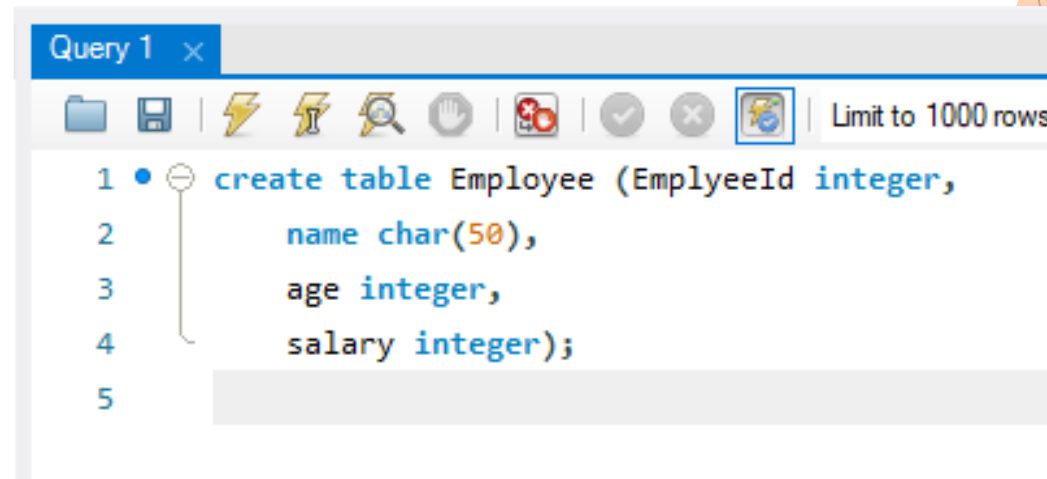 Query 1
Limit to 1000 rows
1 create table Employee (EmplyeeId integer,
2 name char(50),
3 age integer,
4 salary integer);
5